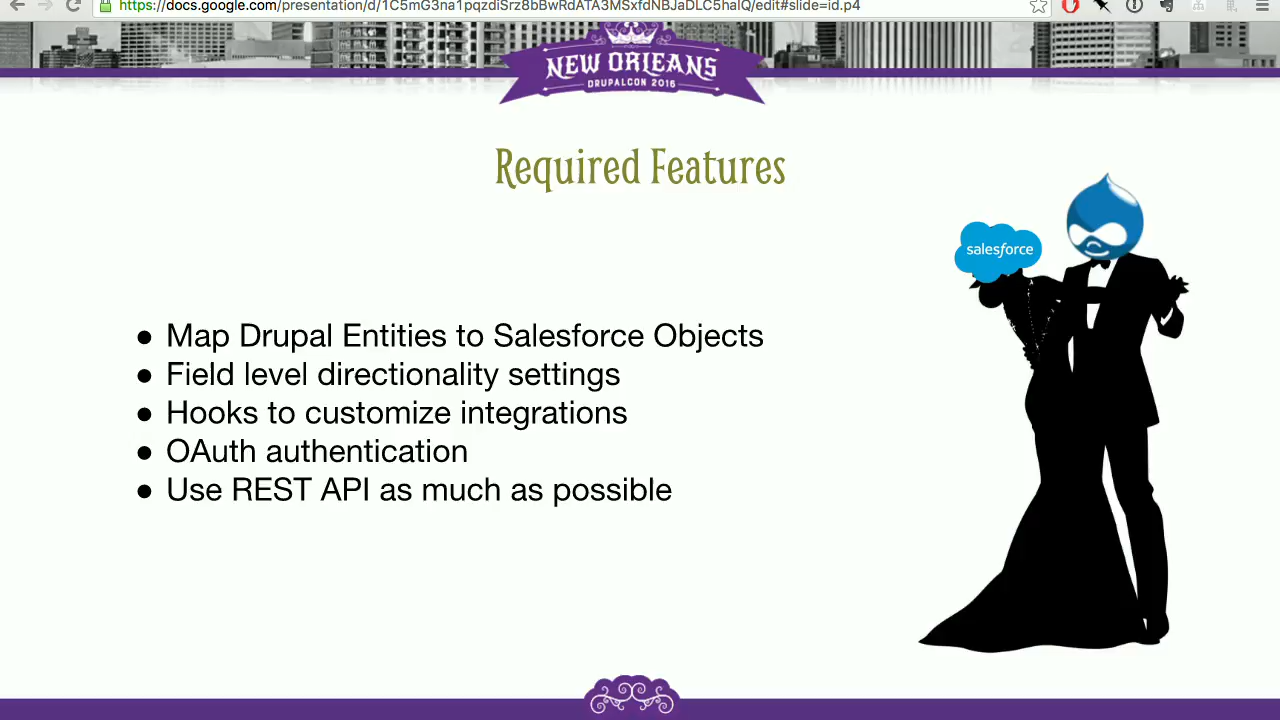 https://docs.google.com/presentation/d/1C5mG3na1pqzdiSrz8bBwRdATA3MSxfdNBJaDLC5halQ/edit#slide=id.p4
NEW ORLEANS
DRUPALCON 2016
Required Features
salesforce
● Map Drupal Entities to Salesforce Objects
● Field level directionality settings
● Hooks to customize integrations
● OAuth authentication
● Use REST API as much as possible